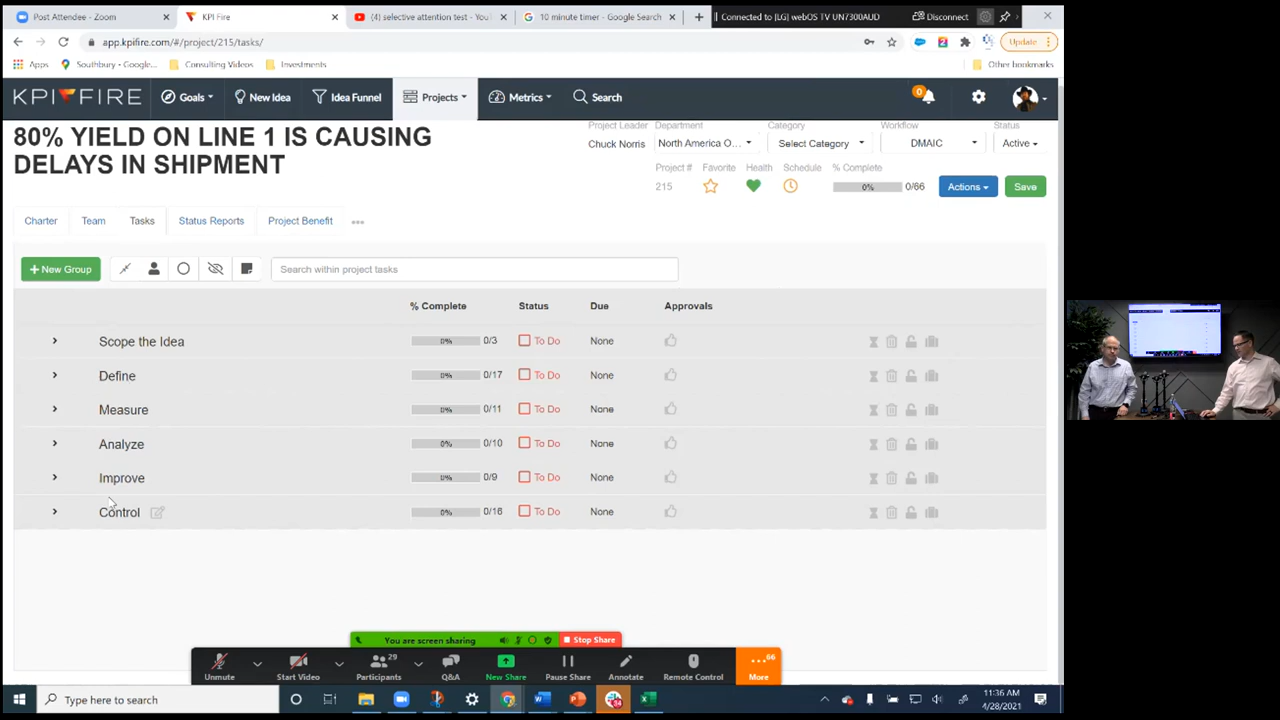 Post Attendee - Zoom
KPI Fire
(4) selective attention test - You
10 minute timer - Google Search
Connected to [LG] webOS TV UN7300AUD
Disconnect
app.kpifire.com/#/project/215/tasks/
Update
Apps
Southbury - Google...
Consulting Videos
Investments
Other bookmarks
KPI FIRE
Goals
New Idea
Idea Funnel
Projects
Metrics
Search
0
80% YIELD ON LINE 1 IS CAUSING
DELAYS IN SHIPMENT
Project Leader
Department
Category
Workflow
Status
Chuck Norris
North America O...
Select Category
DMAIC
Active
Project #
Favorite
Health
Schedule
% Complete
215
0%
0/66
Actions
Save
Charter
Team
Tasks
Status Reports
Project Benefit
+ New Group
Search within project tasks
% Complete
Status
Due
Approvals
Scope the Idea 0% 0/3 To Do None
Define 0% 0/17 To Do None
Measure 0% 0/11 To Do None
Analyze 0% 0/10 To Do None
Improve 0% 0/9 To Do None
Control 0% 0/16 To Do None
You are screen sharing
Stop Share
29
66
Unmute
Start Video
Participants
Q&A
New Share
Pause Share
Annotate
Remote Control
More
Type here to search
11:36 AM
4/28/2021